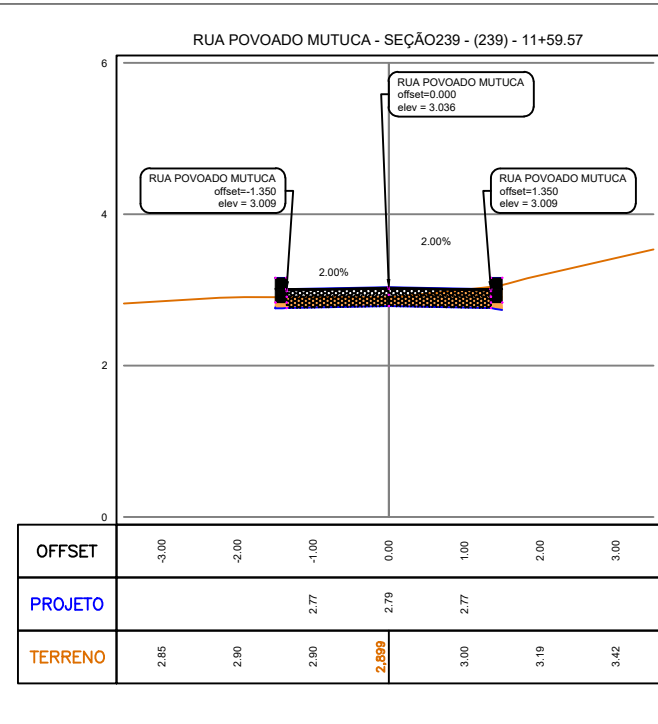 RUA POVOADO MUTUCA - SEÇÃO239 - (239) - 11+59.57
6
RUA POVOADO MUTUCA
offset=0.000
elev = 3.036
RUA POVOADO MUTUCA
offset=-1.350
elev = 3.009
RUA POVOADO MUTUCA
offset=1.350
elev = 3.009
4
2.00%
2.00%
2
0
OFFSET -3.00 -2.00 -1.00 0.00 1.00 2.00 3.00
PROJETO 2.77 2.79 2.77
TERRENO 2.85 2.90 2.90 2,899 3.00 3.19 3.42